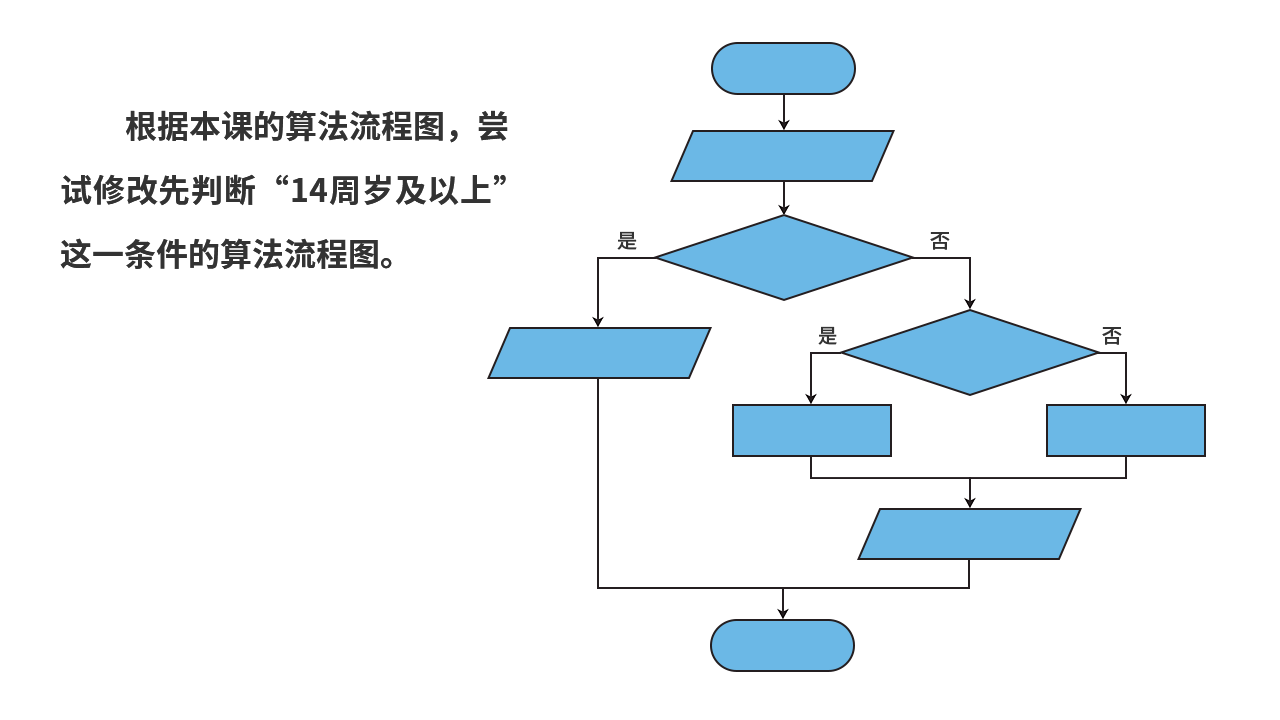 根据本课的算法流程图，尝
试修改先判断“14周岁及以上”
这一条件的算法流程图。
是
否
是
否